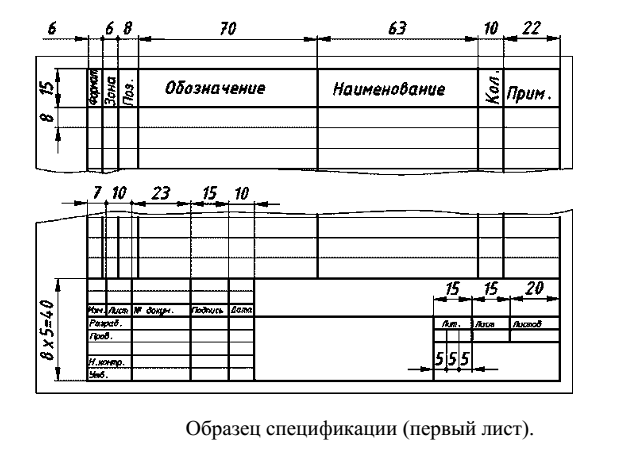 6 6 8 70 63 10 22
15
Формат
Зона
Поз.
Обозначение
Наименование
Кол.
Прим.
8
7 10 23 15 10
8x5=40
15 15 20
Изм. Лист № докум. Подпись Дата
Разраб.
Пров.
Н.контр.
Утв.
Лит. Лист Листов
5 5 5
Образец спецификации (первый лист).